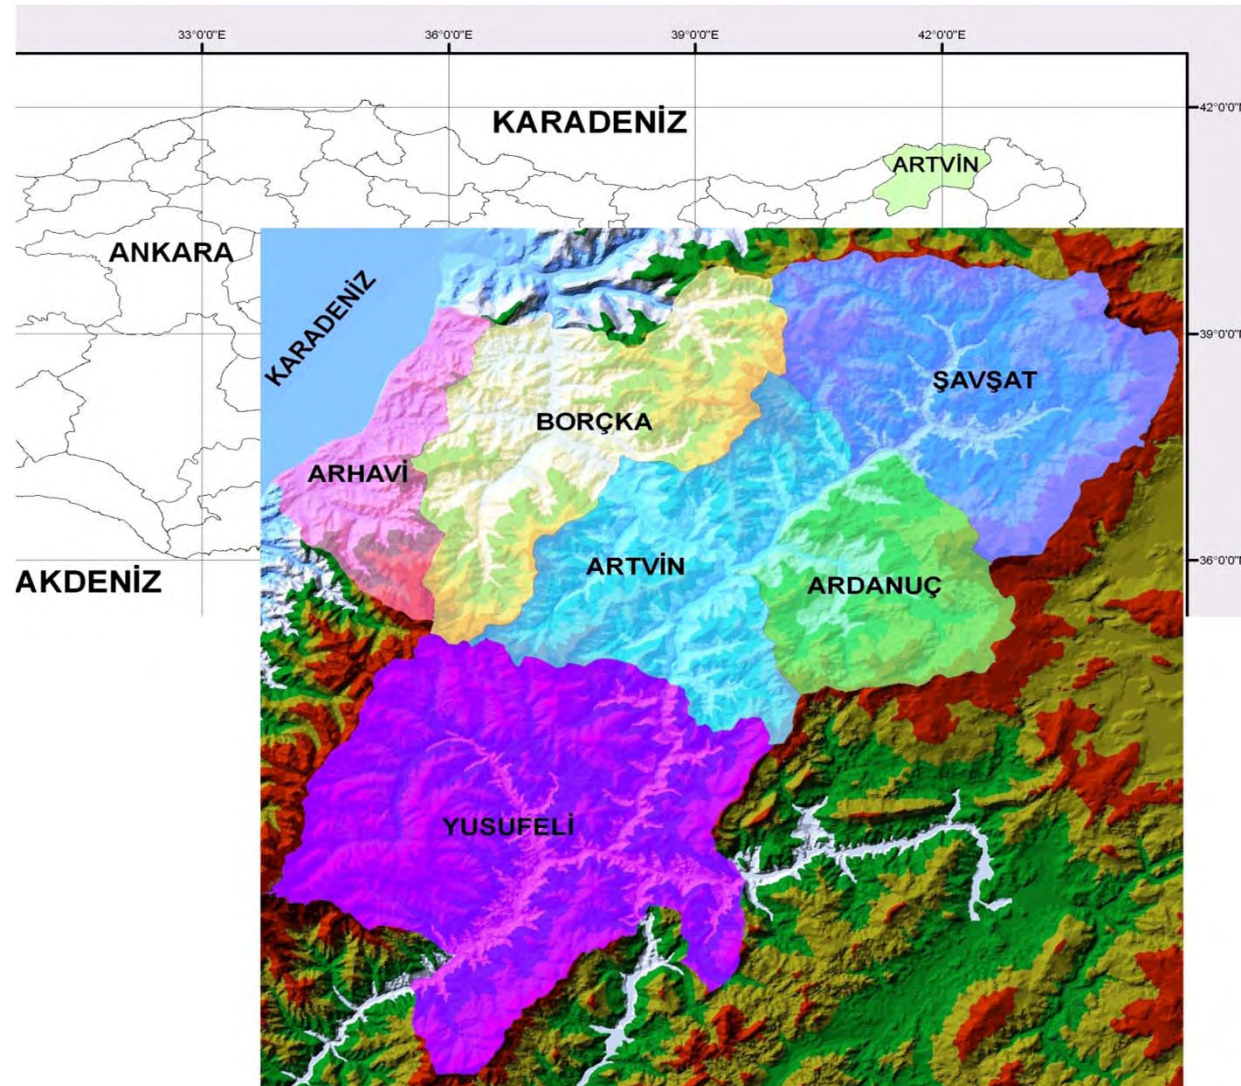 33°0'0"E
36°0'0"E
39°0'0"E
42°0'0"E
42°0'0"K
KARADENİZ
ARTVİN
ANKARA
KARADENİZ
39°0'0"K
ŞAVŞAT
BORÇKA
ARHAVİ
36°0'0"K
ARTVİN
ARDANUÇ
AKDENİZ
YUSUFELİ